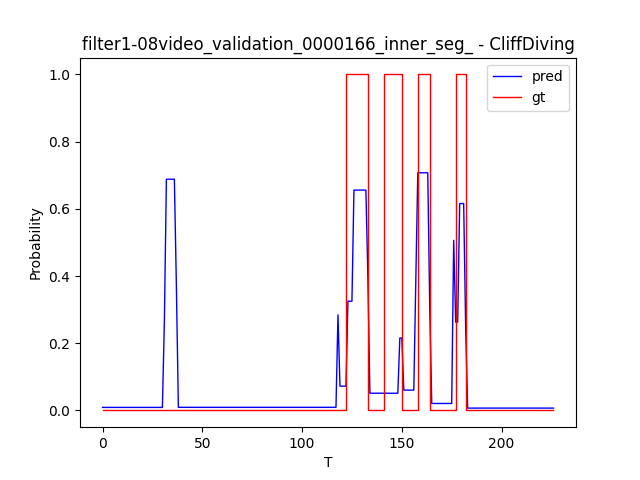 filter1-08video_validation_0000166_inner_seg_ - CliffDiving
pred
gt
1.0
0.8
0.6
0.4
0.2
0.0
Probability
0
50
100
150
200
T